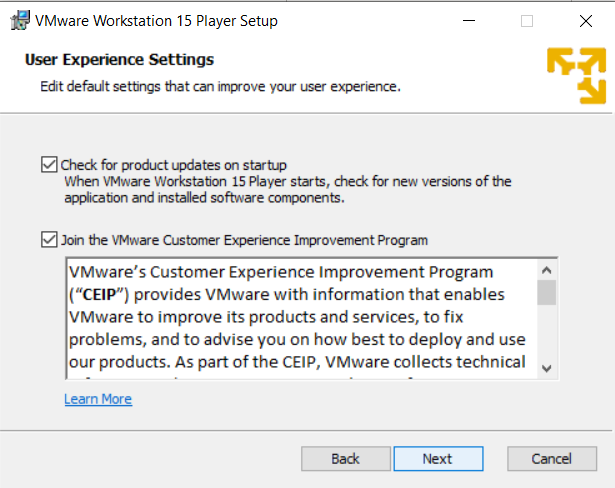 VMware Workstation 15 Player Setup
User Experience Settings
Edit default settings that can improve your user experience.
Check for product updates on startup
When VMware Workstation 15 Player starts, check for new versions of the
application and installed software components.
Join the VMware Customer Experience Improvement Program
VMware's Customer Experience Improvement Program
("CEIP") provides VMware with information that enables
VMware to improve its products and services, to fix
problems, and to advise you on how best to deploy and use
our products. As part of the CEIP, VMware collects technical
Learn More
Back
Next
Cancel